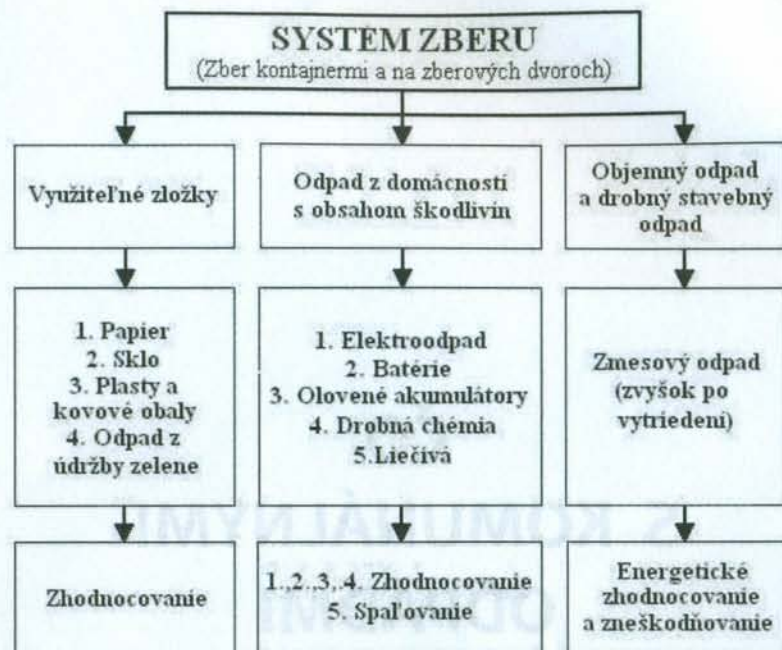 SYSTÉM ZBERU
(Zber kontajnermi a na zberových dvoroch)
Využiteľné zložky
Odpad z domácností
s obsahom škodlivín
Objemný odpad
a drobný stavebný
odpad
1. Papier
2. Sklo
3. Plasty a
kovové obaly
4. Odpad z
údržby zelene
1. Elektroodpad
2. Batérie
3. Olovené akumulátory
4. Drobná chémia
5.Liečívá
Zmesový odpad
(zvyšok po
vytriedení)
Zhodnocovanie
1.,2.,3,.4. Zhodnocovanie
5. Spaľovanie
Energetické
zhodnocovanie
a zneškodňovanie
S KOMUNÁLNYMI
ODPADMI